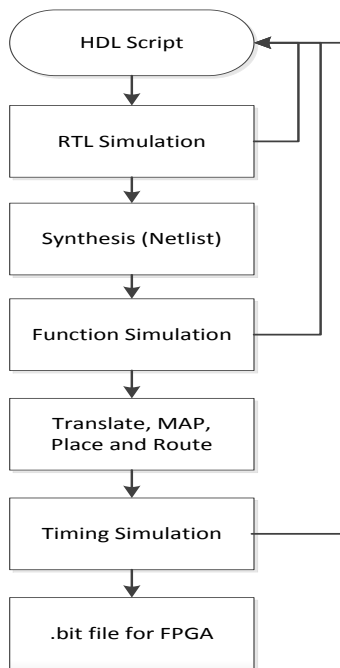 HDL Script
RTL Simulation
Synthesis (Netlist)
Function Simulation
Translate, MAP,
Place and Route
Timing Simulation
.bit file for FPGA